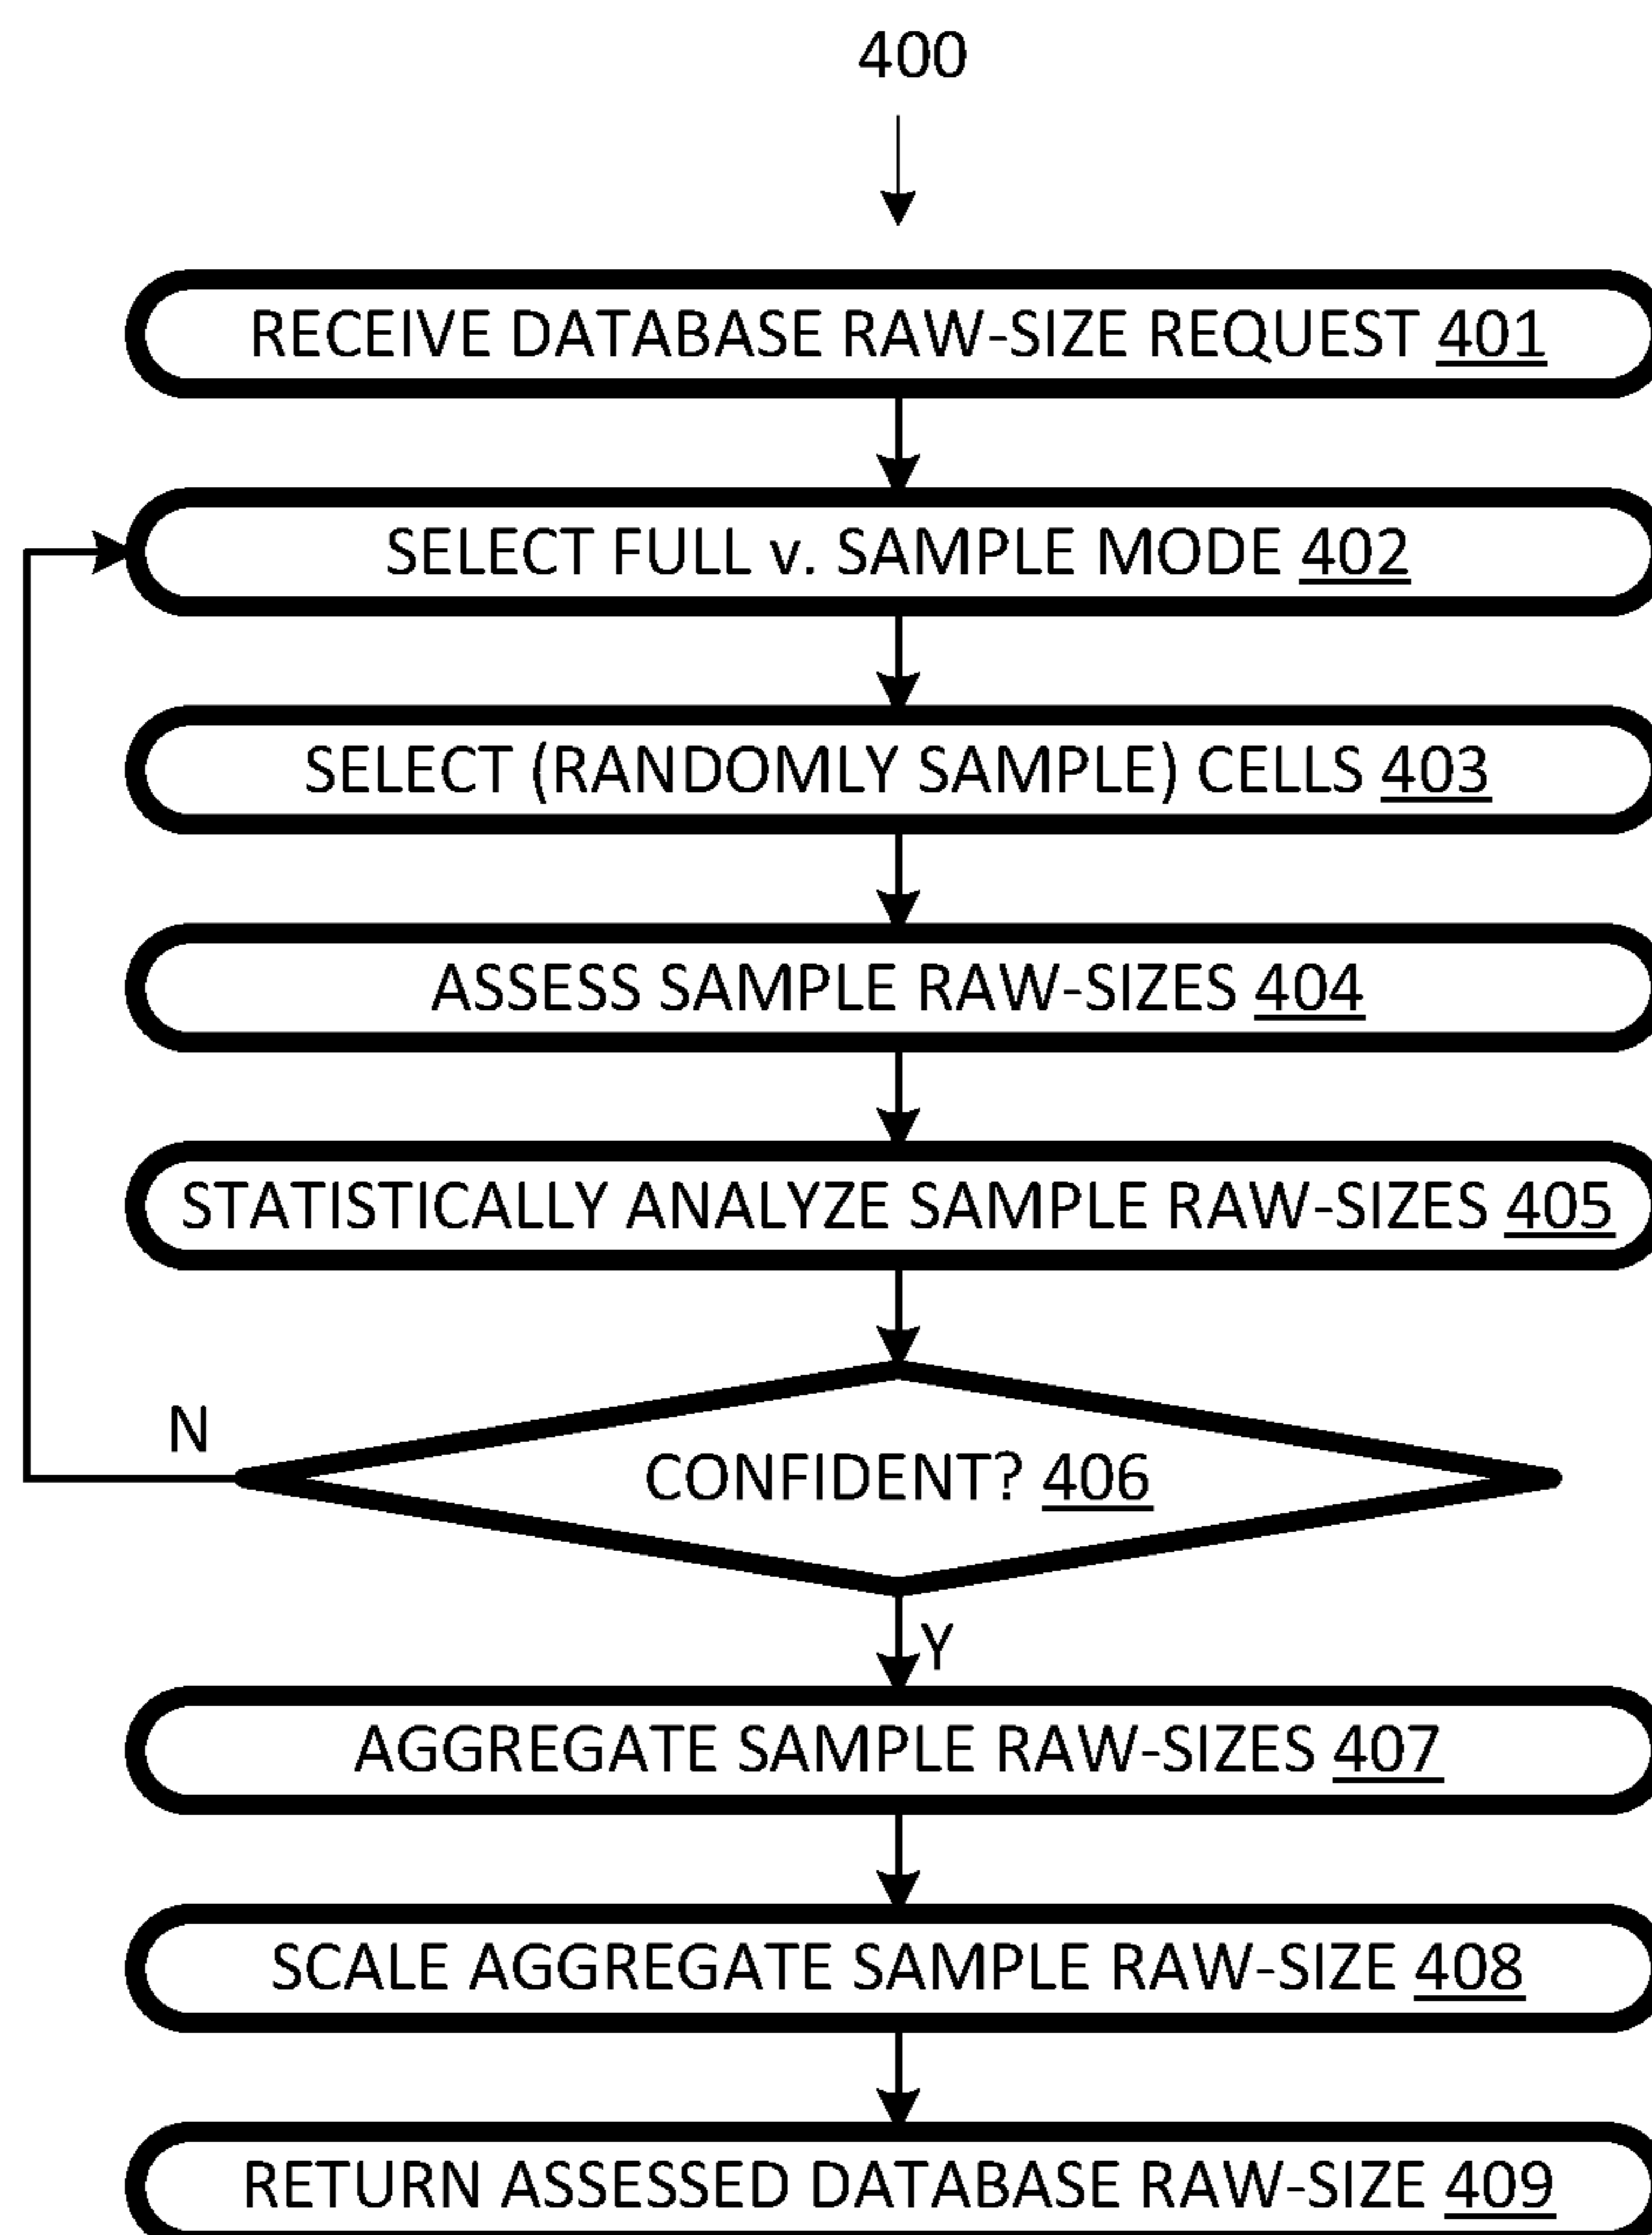 400
RECEIVE DATABASE RAW-SIZE REQUEST 401
SELECT FULL v. SAMPLE MODE 402
SELECT (RANDOMLY SAMPLE) CELLS 403
ASSESS SAMPLE RAW-SIZES 404
STATISTICALLY ANALYZE SAMPLE RAW-SIZES 405
N
CONFIDENT? 406
Y
AGGREGATE SAMPLE RAW-SIZES 407
SCALE AGGREGATE SAMPLE RAW-SIZE 408
RETURN ASSESSED DATABASE RAW-SIZE 409